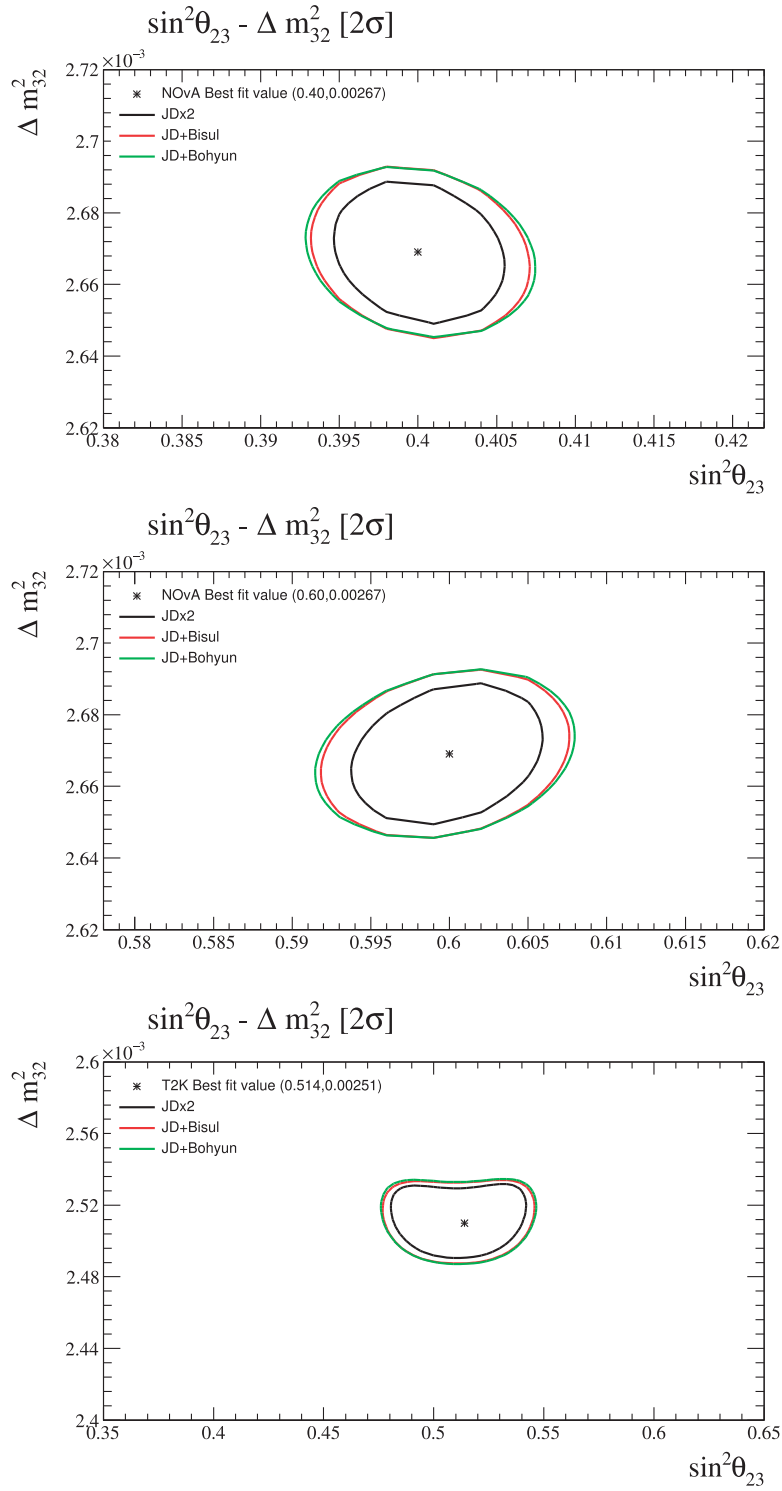 sin²θ₂₃ - Δ m²₃₂ [2σ]
×10⁻³
Δ m²₃₂
2.72
2.7
2.68
2.66
2.64
2.62
NOvA Best fit value (0.40,0.00267)
JDx2
JD+Bisul
JD+Bohyun
0.38 0.385 0.39 0.395 0.4 0.405 0.41 0.415 0.42
sin²θ₂₃
sin²θ₂₃ - Δ m²₃₂ [2σ]
×10⁻³
Δ m²₃₂
2.72
2.7
2.68
2.66
2.64
2.62
NOvA Best fit value (0.60,0.00267)
JDx2
JD+Bisul
JD+Bohyun
0.58 0.585 0.59 0.595 0.6 0.605 0.61 0.615 0.62
sin²θ₂₃
sin²θ₂₃ - Δ m²₃₂ [2σ]
×10⁻³
Δ m²₃₂
2.6
2.56
2.52
2.48
2.44
2.4
T2K Best fit value (0.514,0.00251)
JDx2
JD+Bisul
JD+Bohyun
0.35 0.4 0.45 0.5 0.55 0.6 0.65
sin²θ₂₃